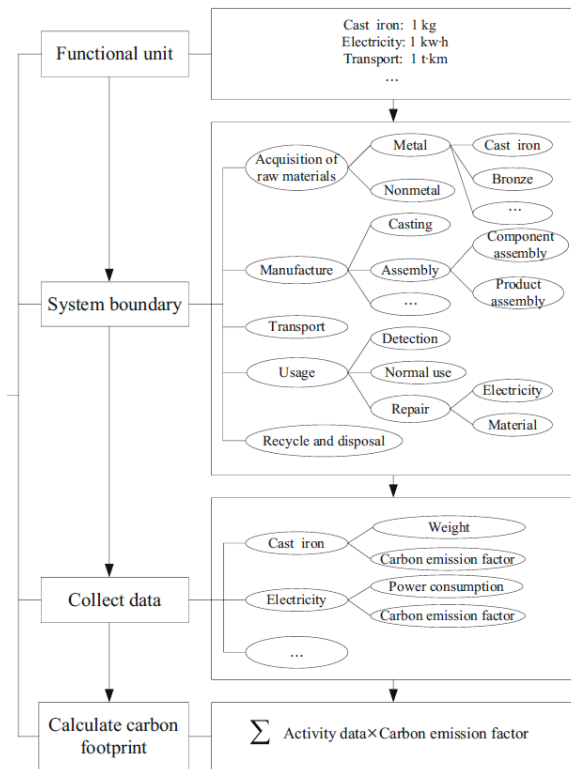 Functional unit
Cast iron: 1 kg
Electricity: 1 kw·h
Transport: 1 t·km
...
System boundary
Acquisition of
raw materials
Metal
Cast iron
Bronze
...
Nonmetal
Manufacture
Casting
Assembly
Component
assembly
Product
assembly
...
Transport
Usage
Detection
Normal use
Repair
Electricity
Material
Recycle and disposal
Collect data
Cast iron
Weight
Carbon emission factor
Electricity
Power consumption
Carbon emission factor
...
Calculate carbon
footprint
∑ Activity data×Carbon emission factor